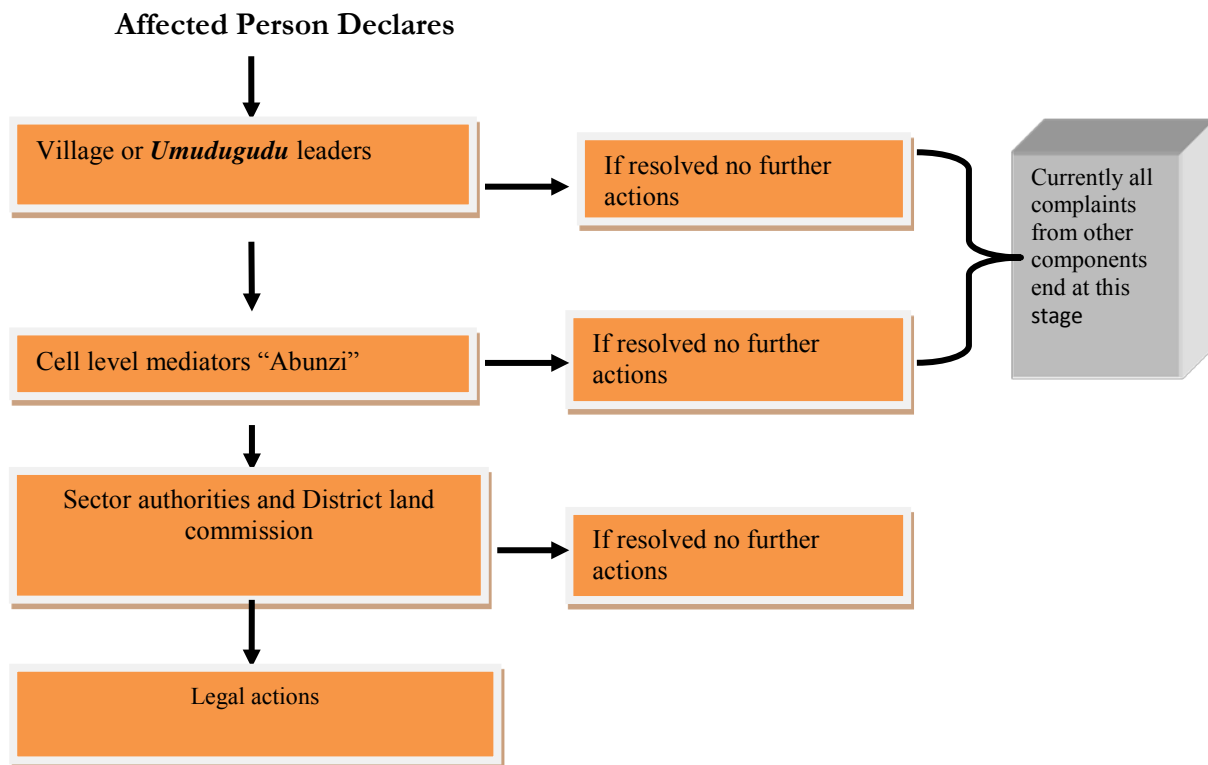 Affected Person Declares
Village or Umudugudu leaders
If resolved no further
actions
Currently all
complaints
from other
components
end at this
stage
Cell level mediators “Abunzi”
If resolved no further
actions
Sector authorities and District land
commission
If resolved no further
actions
Legal actions